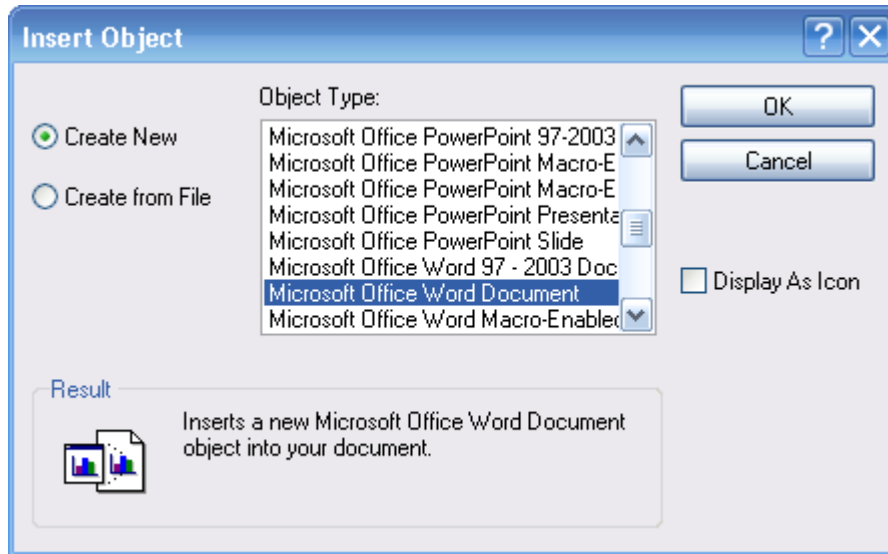 Insert Object
Object Type:
Create New
Create from File
Microsoft Office PowerPoint 97-2003
Microsoft Office PowerPoint Macro-E
Microsoft Office PowerPoint Macro-E
Microsoft Office PowerPoint Presenta
Microsoft Office PowerPoint Slide
Microsoft Office Word 97 - 2003 Doc
Microsoft Office Word Document
Microsoft Office Word Macro-Enabled
OK
Cancel
Display As Icon
Result
Inserts a new Microsoft Office Word Document
object into your document.